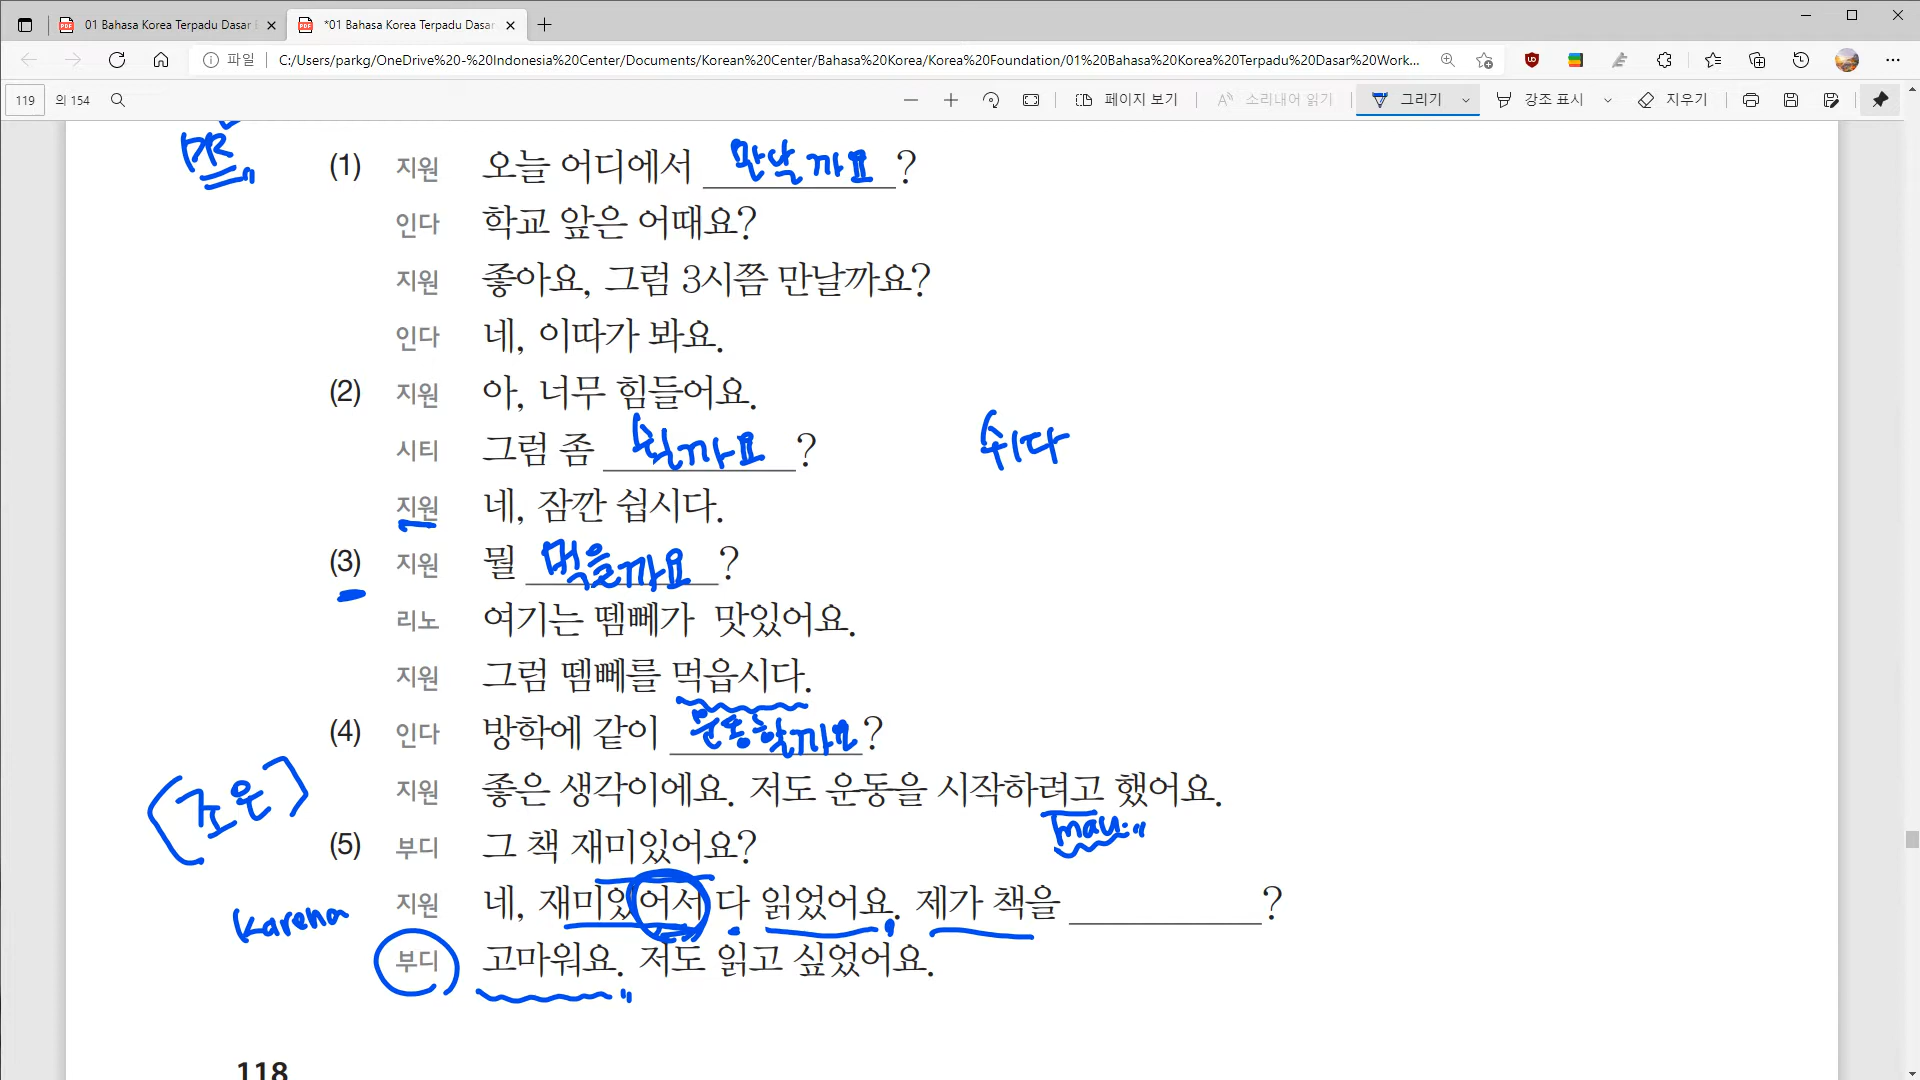 01 Bahasa Korea Terpadu Dasar
*01 Bahasa Korea Terpadu Dasar
파일 C:/Users/parkg/OneDrive%20-%20Indonesia%20Center/Documents/Korean%20Center/Bahasa%20Korea/Korea%20Foundation/01%20Bahasa%20Korea%20Terpadu%20Dasar%20Work...
119 의 154 페이지 보기 소리내어 읽기 그리기 강조 표시 지우기
PR
(1) 지원 오늘 어디에서 만날까요?
인다 학교 앞은 어때요?
지원 좋아요, 그럼 3시쯤 만날까요?
인다 네, 이따가 봐요.
(2) 지원 아, 너무 힘들어요.
시티 그럼 좀 쉴까요? 쉬다
지원 네, 잠깐 쉽시다.
(3) 지원 뭘 먹을까요?
리노 여기는 뗌뻬가 맛있어요.
지원 그럼 뗌뻬를 먹읍시다.
(4) 인다 방학에 같이 운동할까요?
[조은] 지원 좋은 생각이에요. 저도 운동을 시작하려고 했어요.
mau
(5) 부디 그 책 재미있어요?
지원 네, 재미있어서 다 읽었어요. 제가 책을 ____________?
Karena
부디 고마워요. 저도 읽고 싶었어요.
118